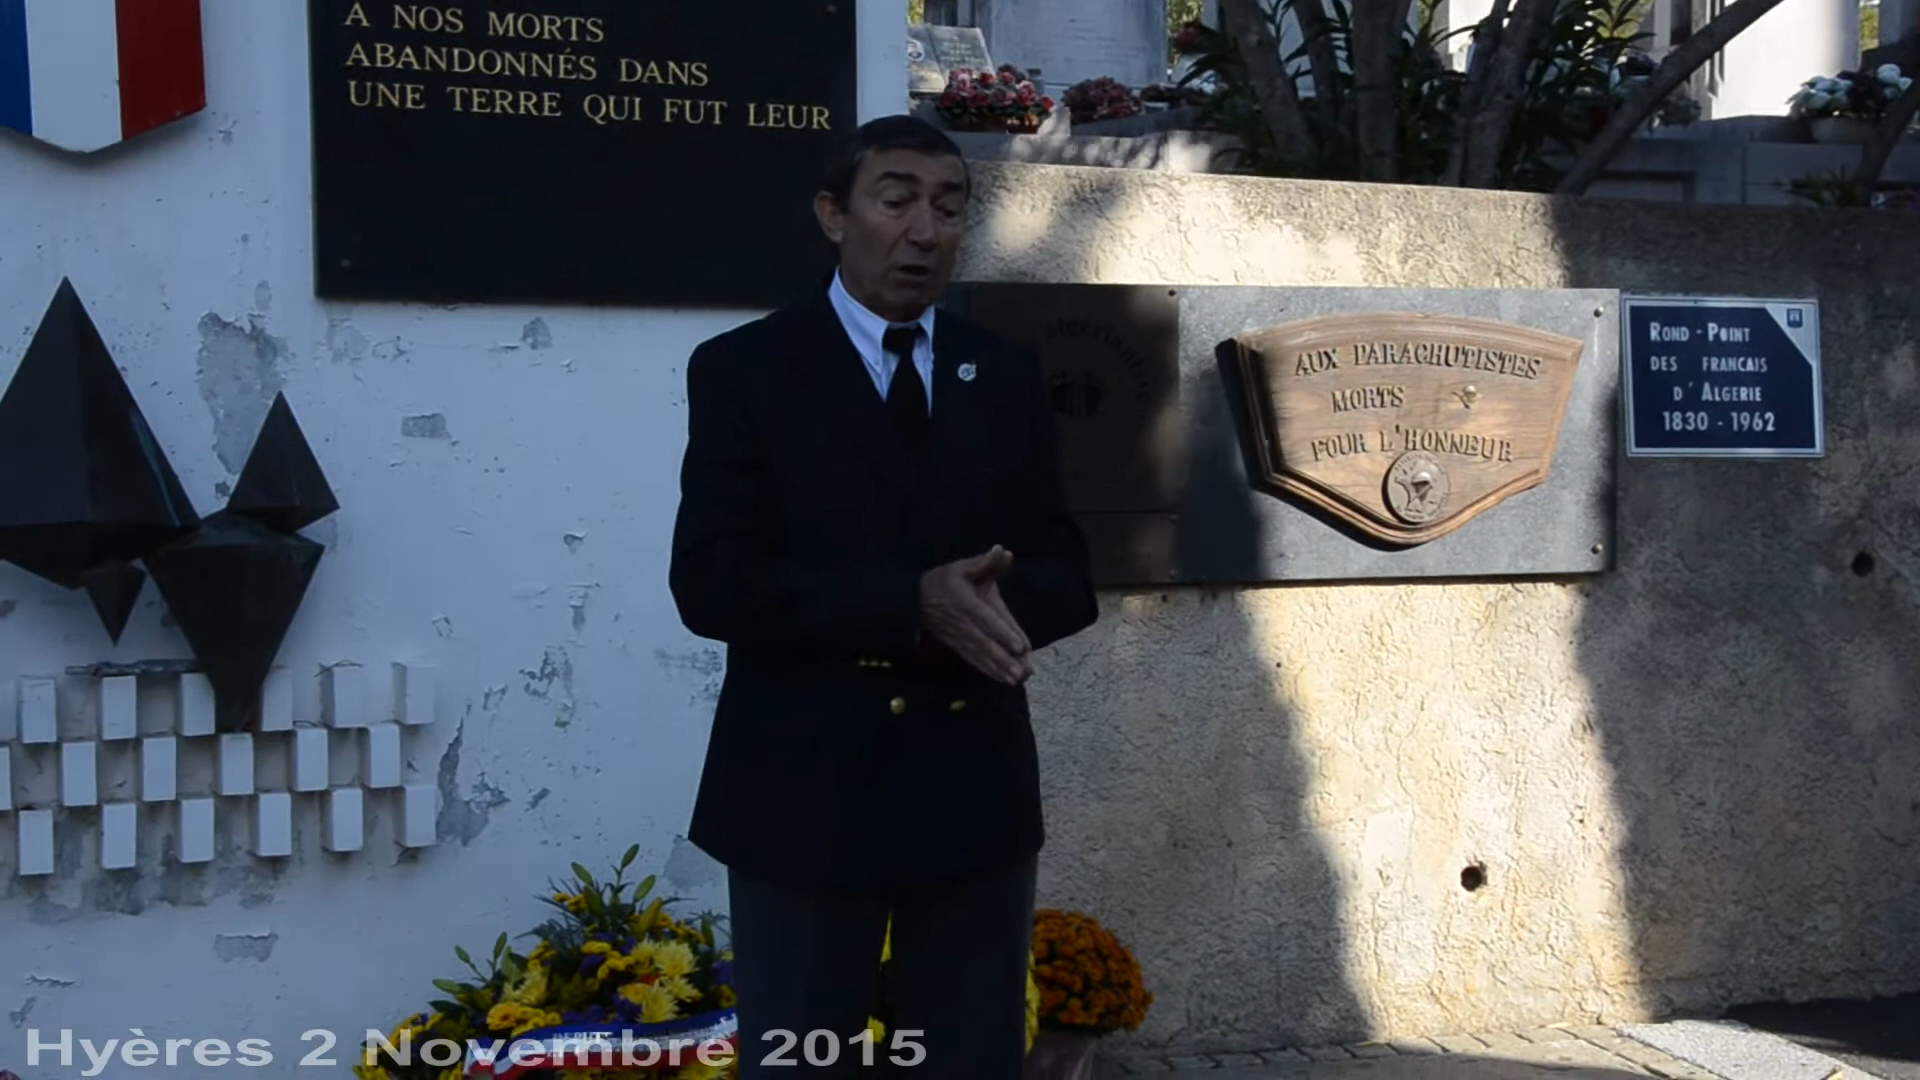 A NOS MORTS
ABANDONNÉS DANS
UNE TERRE QUI FUT LEUR
AUX PARACHUTISTES
MORTS
POUR L'HONNEUR
ROND - POINT
DES FRANCAIS
D'ALGERIE
1830 - 1962
Hyères 2 Novembre 2015